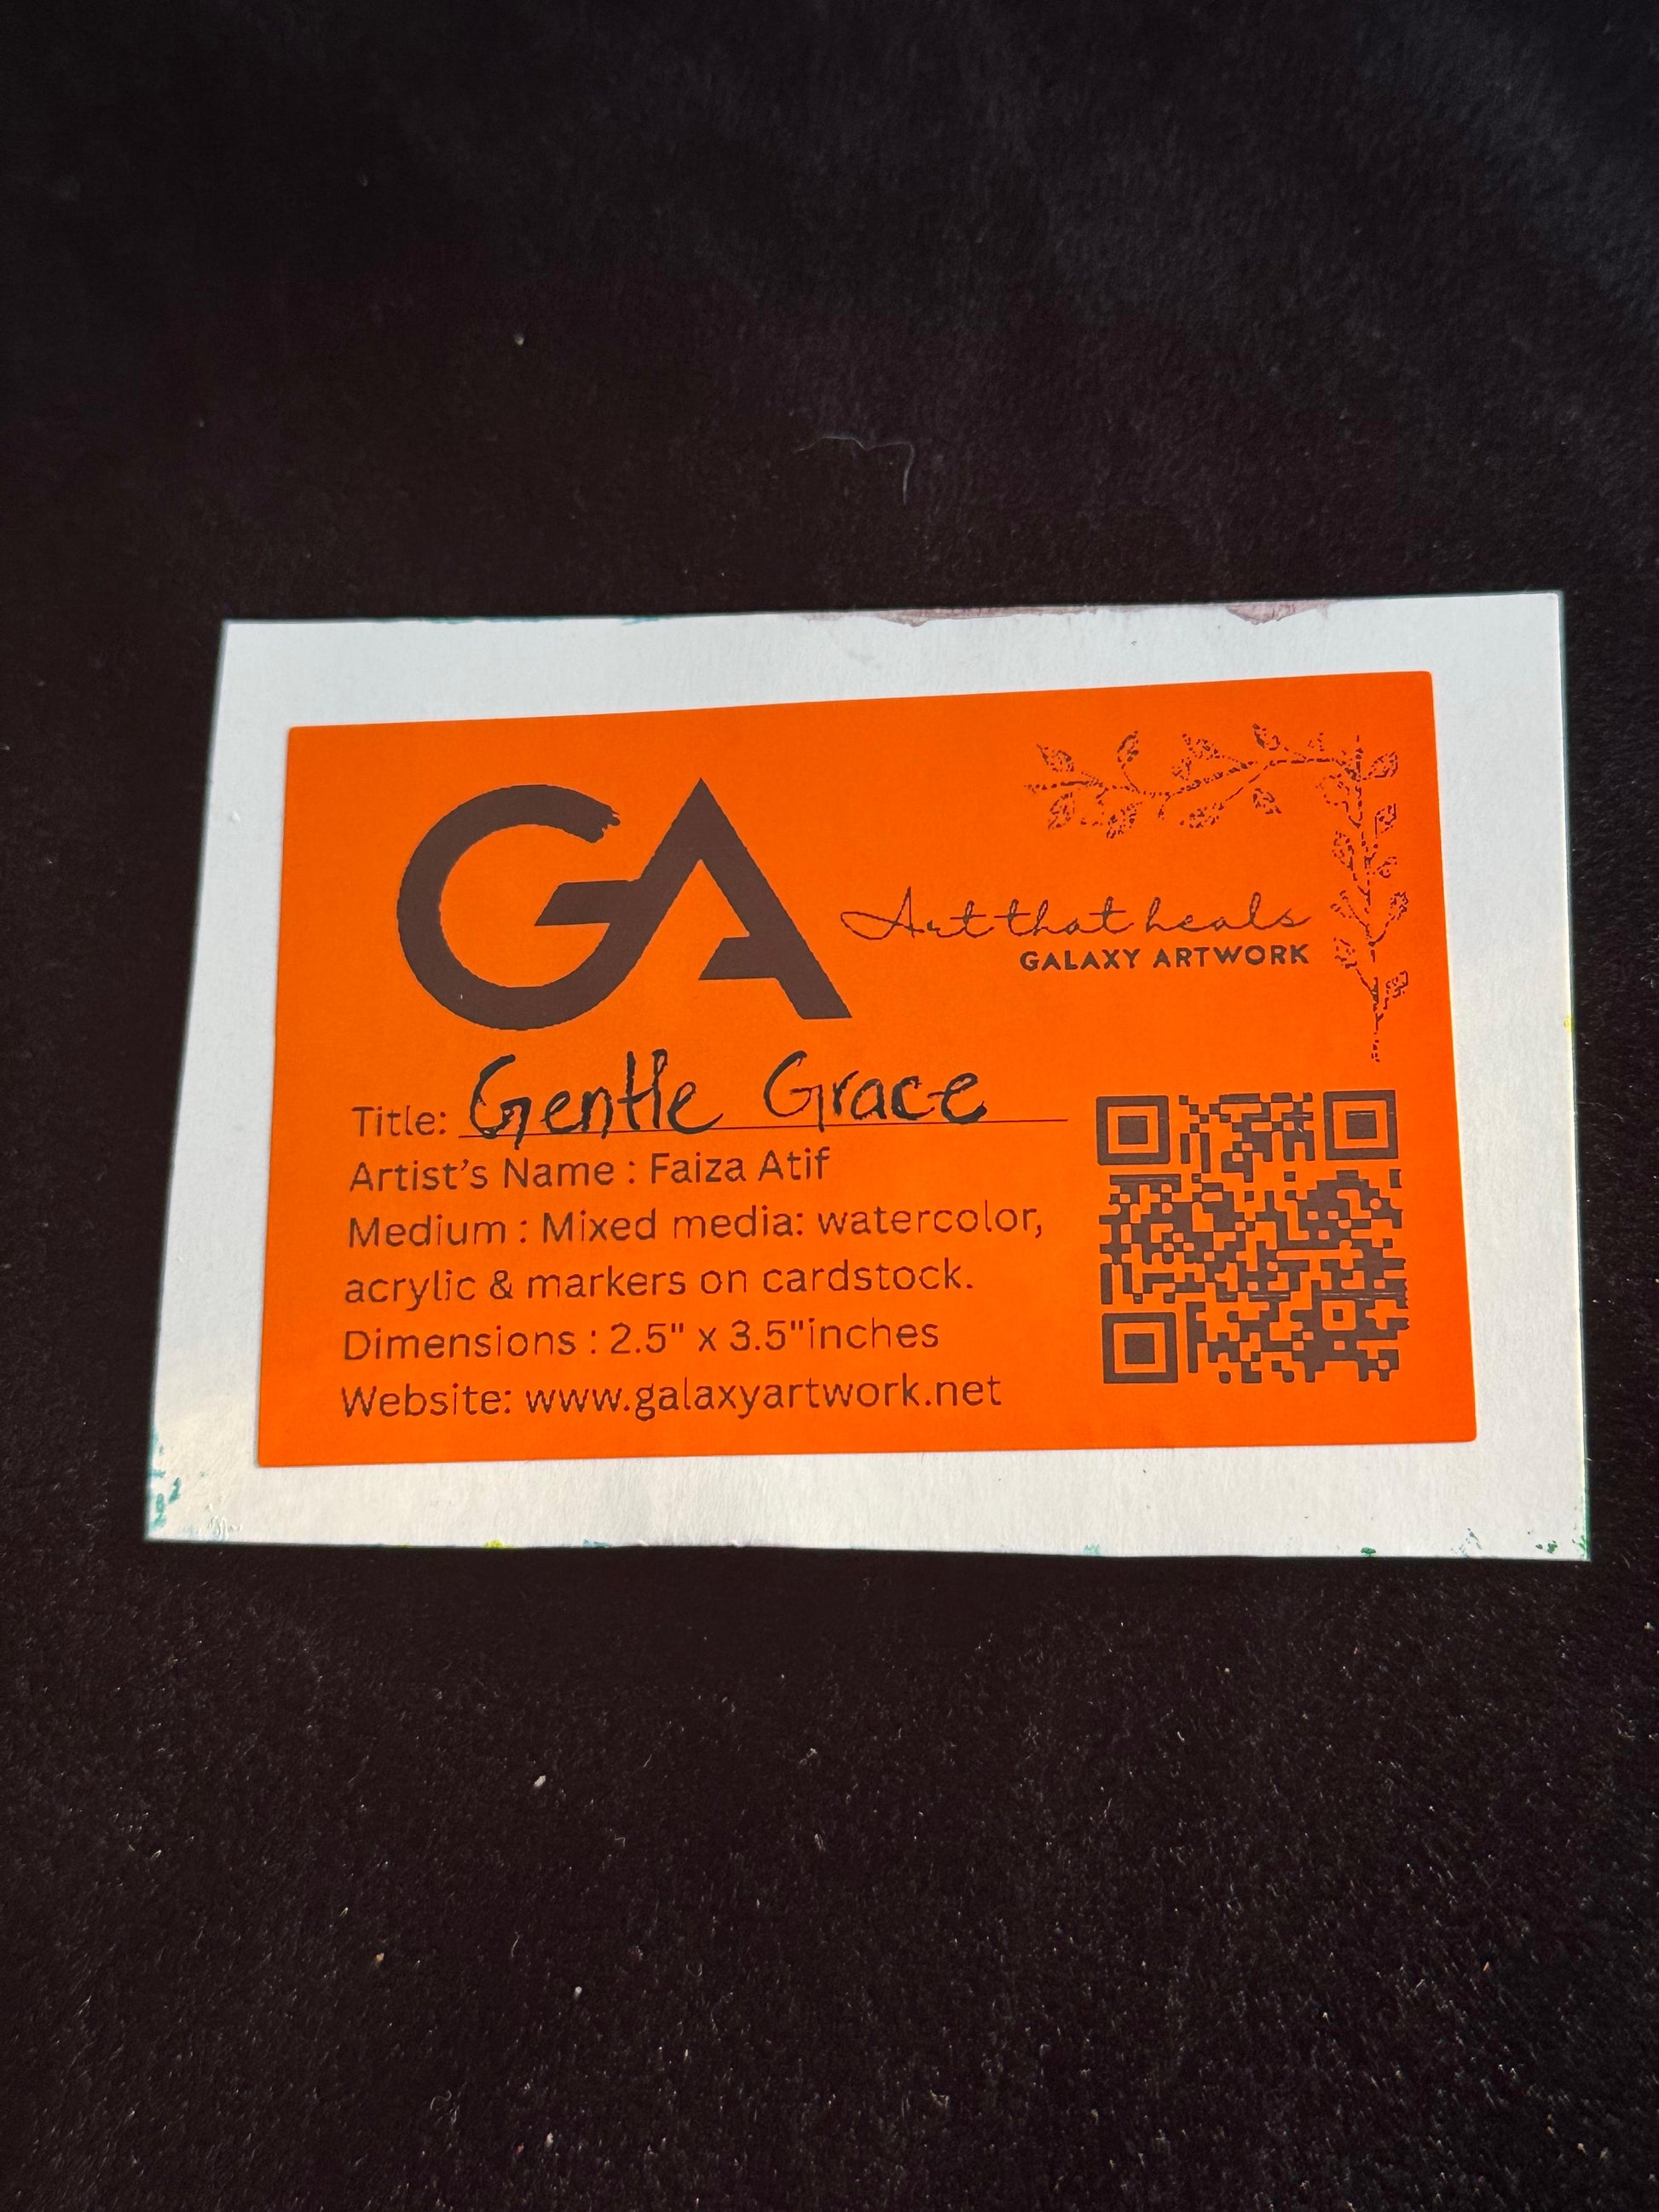 GA
Art that heals
GALAXY ARTWORK
Title: Gentle Grace
Artist’s Name : Faiza Atif
Medium : Mixed media: watercolor,
acrylic & markers on cardstock.
Dimensions : 2.5" x 3.5"inches
Website: www.galaxyartwork.net